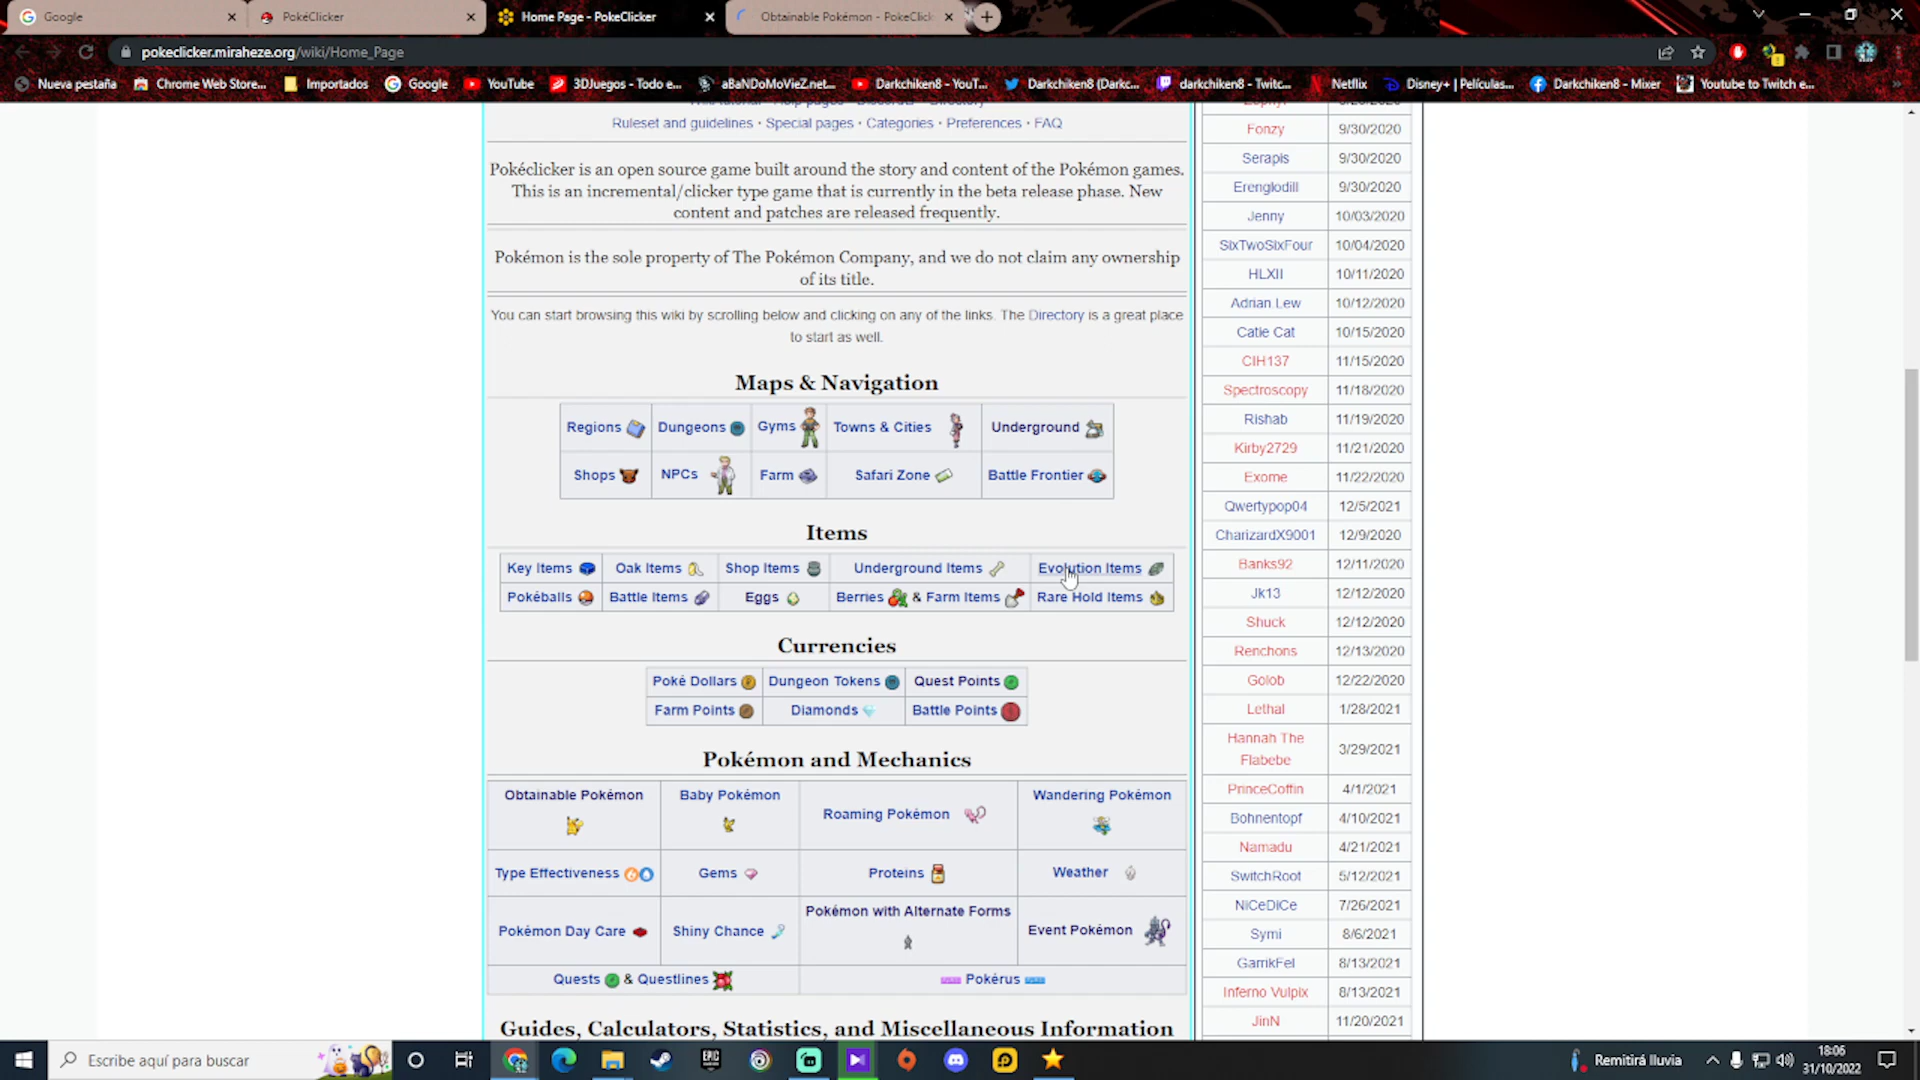 Google
PokéClicker
Home Page - PokeClicker
Obtainable Pokémon - PokeClick
pokeclicker.miraheze.org/wiki/Home_Page
Nueva pestaña
Chrome Web Store...
Importados
Google
YouTube
3DJuegos - Todo e...
aBaNDoMoVieZ.net...
Darkchiken8 - YouT...
Darkchiken8 (Darkc...
darkchiken8 - Twitc...
Netflix
Disney+ | Películas...
Darkchiken8 - Mixer
Youtube to Twitch e...
Ruleset and guidelines • Special pages • Categories • Preferences • FAQ
Pokéclicker is an open source game built around the story and content of the Pokémon games.
This is an incremental/clicker type game that is currently in the beta release phase. New
content and patches are released frequently.
Pokémon is the sole property of The Pokémon Company, and we do not claim any ownership
of its title.
You can start browsing this wiki by scrolling below and clicking on any of the links. The Directory is a great place
to start as well.
Maps & Navigation
Regions Dungeons Gyms Towns & Cities Underground
Shops NPCs Farm Safari Zone Battle Frontier
Items
Key Items Oak Items Shop Items Underground Items Evolution Items
Pokéballs Battle Items Eggs Berries & Farm Items Rare Hold Items
Currencies
Poké Dollars Dungeon Tokens Quest Points
Farm Points Diamonds Battle Points
Pokémon and Mechanics
Obtainable Pokémon Baby Pokémon Roaming Pokémon Wandering Pokémon
Type Effectiveness Gems Proteins Weather
Pokémon Day Care Shiny Chance Pokémon with Alternate Forms Event Pokémon
Quests & Questlines Pokérus
Guides, Calculators, Statistics, and Miscellaneous Information
Fonzy 9/30/2020
Serapis 9/30/2020
Erenglodill 9/30/2020
Jenny 10/03/2020
SixTwoSixFour 10/04/2020
HLXII 10/11/2020
Adrian Lew 10/12/2020
Catie Cat 10/15/2020
CIH137 11/15/2020
Spectroscopy 11/18/2020
Rishab 11/19/2020
Kirby2729 11/21/2020
Exome 11/22/2020
Qwertypop04 12/5/2021
CharizardX9001 12/9/2020
Banks92 12/11/2020
Jk13 12/12/2020
Shuck 12/12/2020
Renchons 12/13/2020
Golob 12/22/2020
Lethal 1/28/2021
Hannah The
Flabebe 3/29/2021
PrinceCoffin 4/1/2021
Bohnentopf 4/10/2021
Namadu 4/21/2021
SwitchRoot 5/12/2021
NiCeDiCe 7/26/2021
Symi 8/6/2021
GarrikFel 8/13/2021
Inferno Vulpix 8/13/2021
JinN 11/20/2021
Escribe aquí para buscar
EPIC
Remitirá lluvia
18:06
31/10/2022